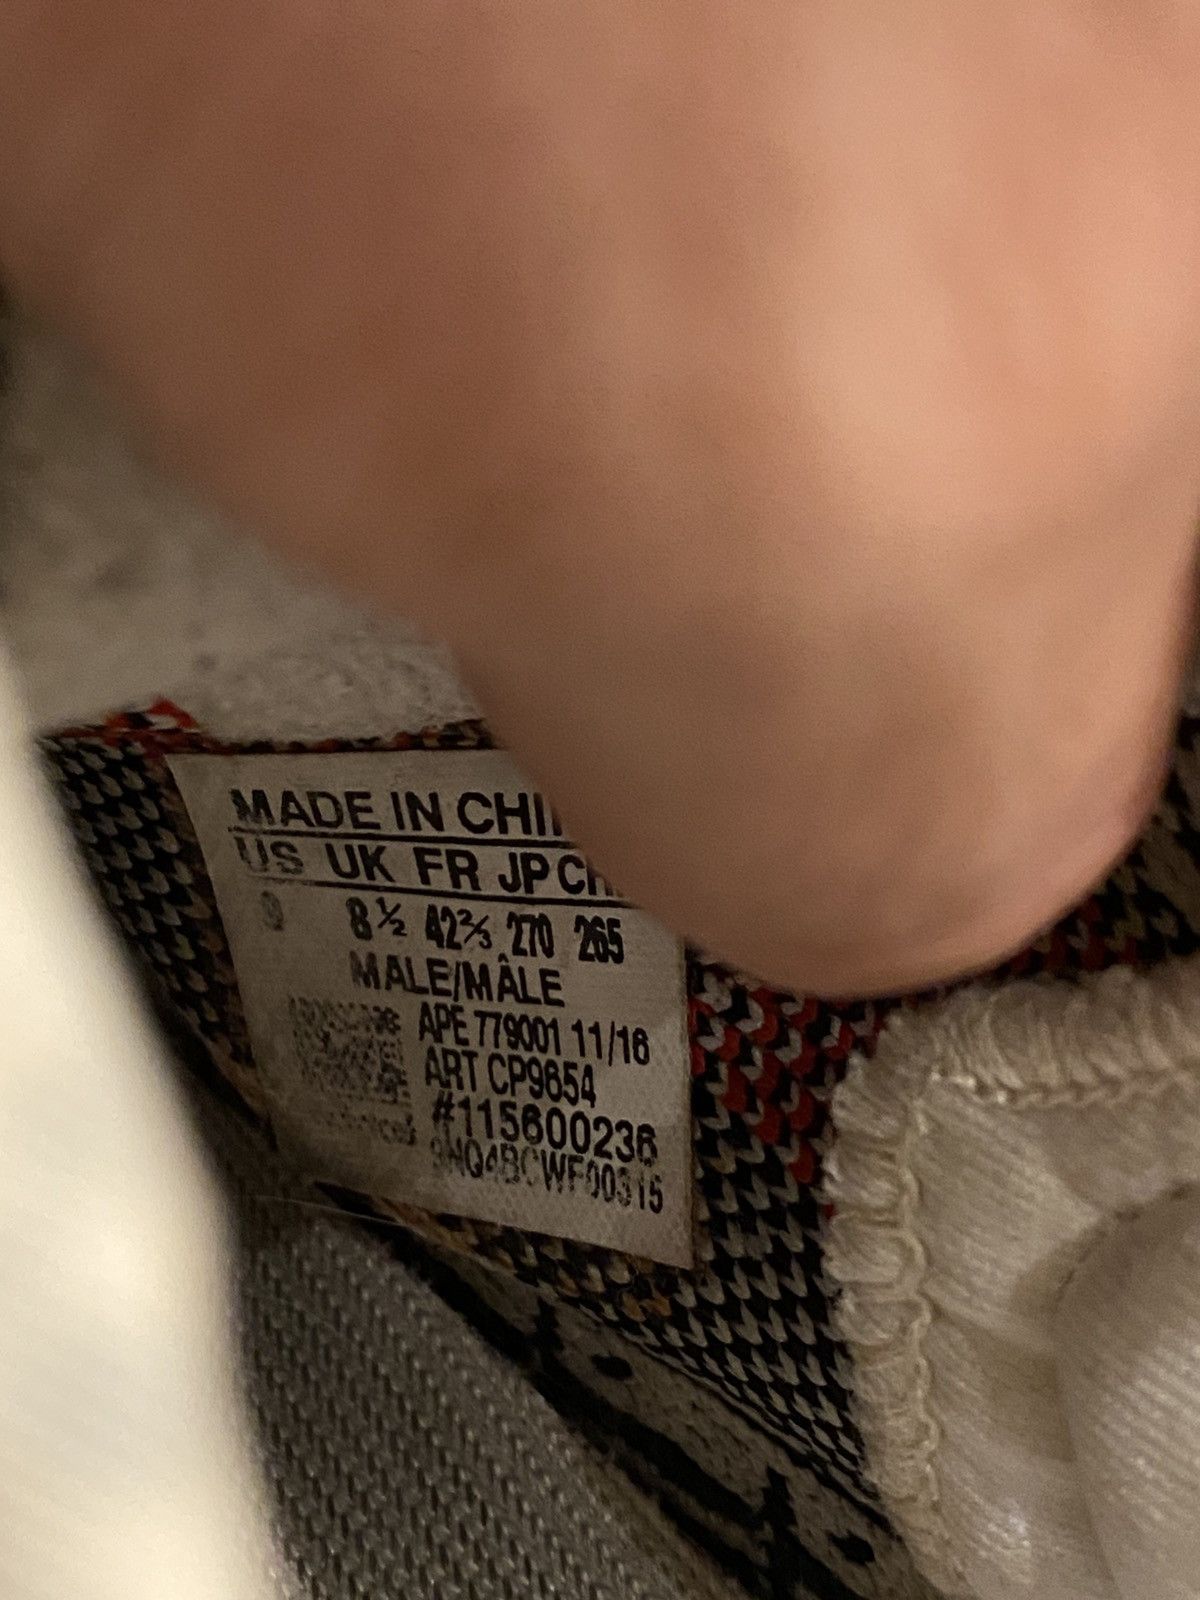 MADE IN CHI
US UK FR JP CH
9 8½ 42⅔ 270 265
MALE/MÂLE
APE 779001 11/16
ART CP9654
#115600236